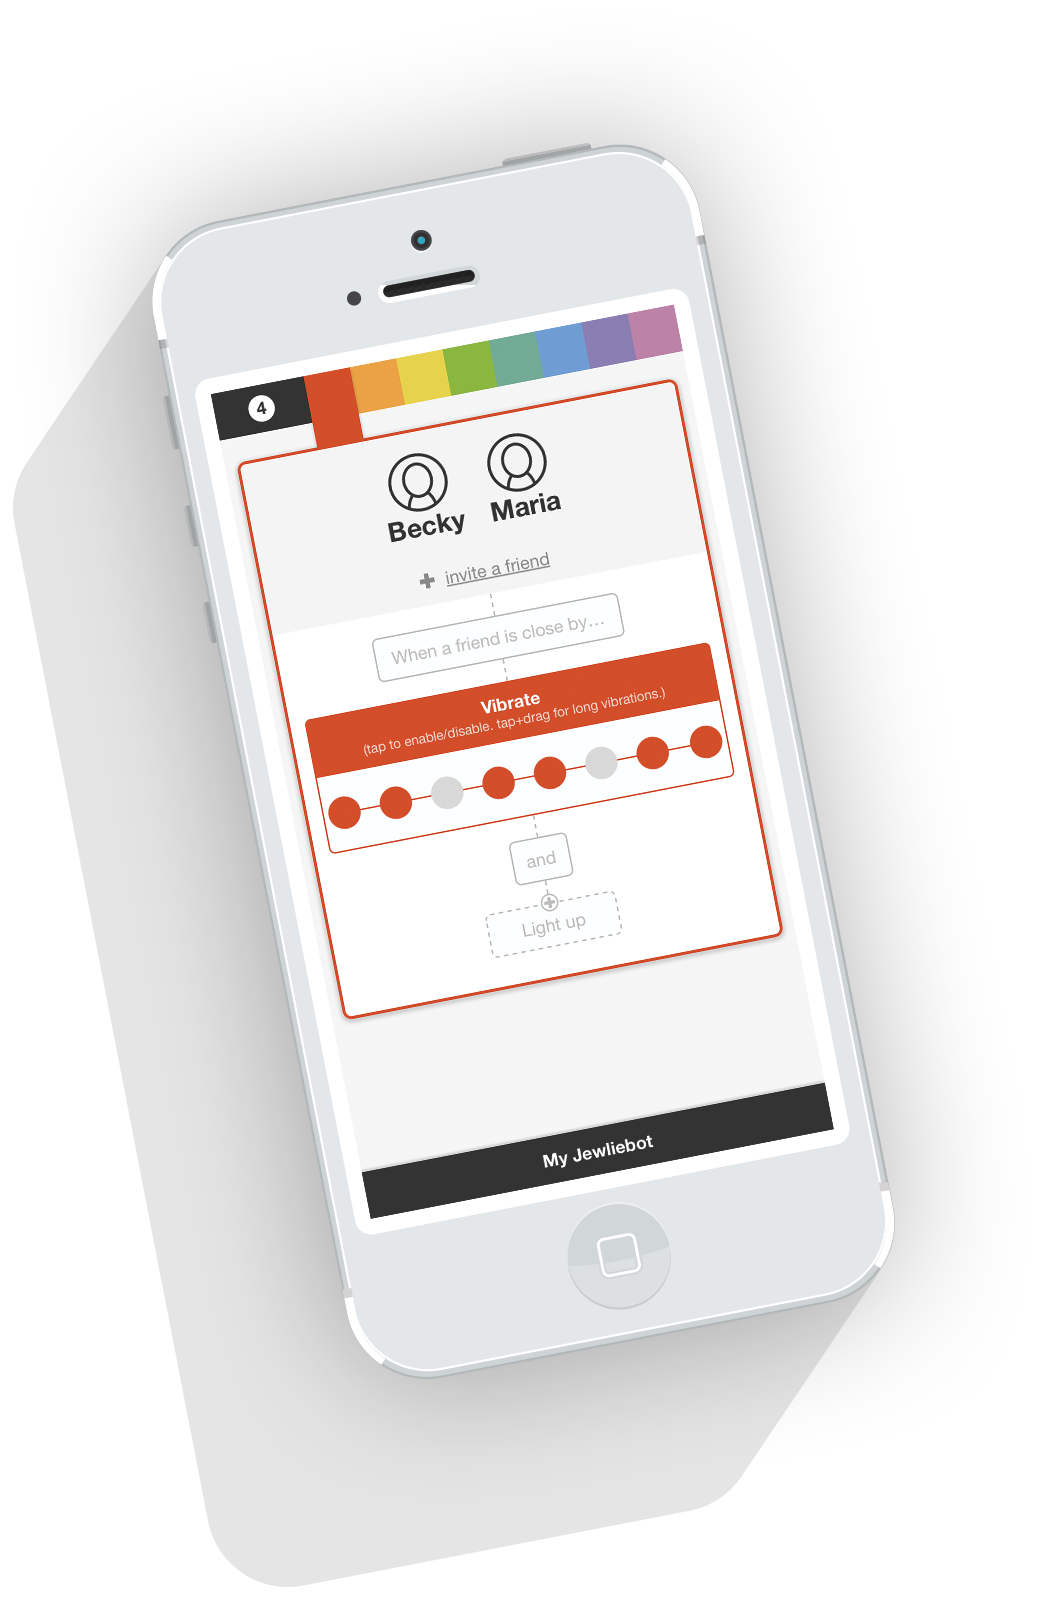 4
Becky Maria
invite a friend
When a friend is close by...
Vibrate
(tap to enable/disable. tap+drag for long vibrations.)
and
Light up
My Jewliebot